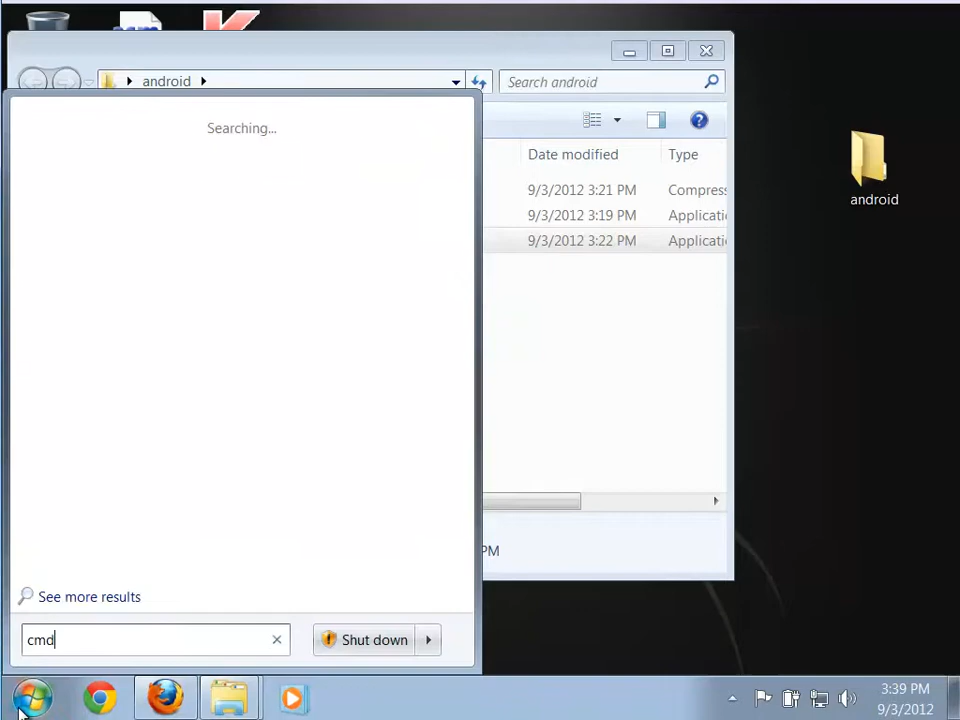 android
Search android
Searching...
Date modified
Type
9/3/2012 3:21 PM
Compress
9/3/2012 3:19 PM
Applicati
9/3/2012 3:22 PM
Applicati
android
PM
See more results
cmd
Shut down
3:39 PM
9/3/2012